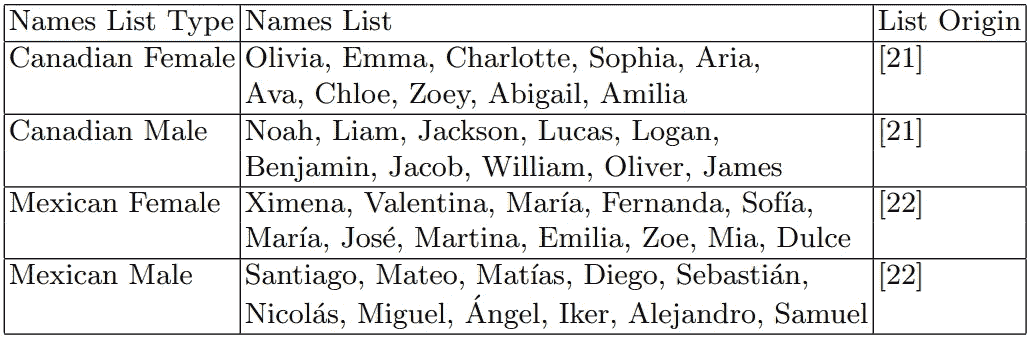 Names List Type Names List List Origin
Canadian Female Olivia, Emma, Charlotte, Sophia, Aria, [21]
Ava, Chloe, Zoey, Abigail, Amilia
Canadian Male Noah, Liam, Jackson, Lucas, Logan, [21]
Benjamin, Jacob, William, Oliver, James
Mexican Female Ximena, Valentina, María, Fernanda, Sofía, [22]
María, José, Martina, Emilia, Zoe, Mia, Dulce
Mexican Male Santiago, Mateo, Matías, Diego, Sebastián, [22]
Nicolás, Miguel, Ángel, Iker, Alejandro, Samuel